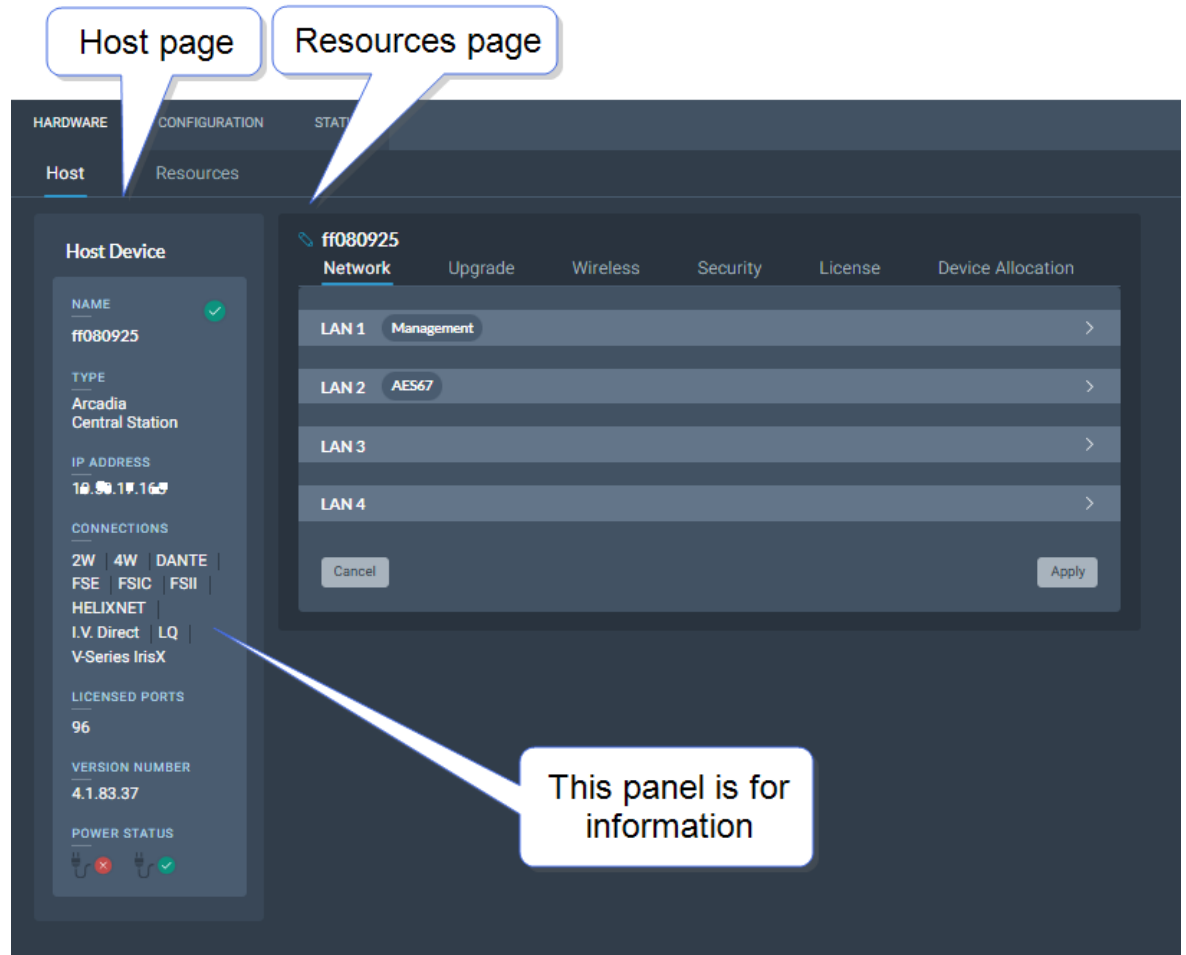 Host page
Resources page
HARDWARE
CONFIGURATION
Host
Resources
Host Device
NAME
ff080925
TYPE
Arcadia
Central Station
IP ADDRESS
CONNECTIONS
2W | 4W | DANTE |
FSE | FSIC | FSII |
HELIXNET |
I.V. Direct | LQ |
V-Series IrisX
LICENSED PORTS
96
VERSION NUMBER
4.1.83.37
POWER STATUS
ff080925
Network Upgrade Wireless Security License Device Allocation
LAN 1 Management
LAN 2 AES67
LAN 3
LAN 4
Cancel
Apply
This panel is for
information